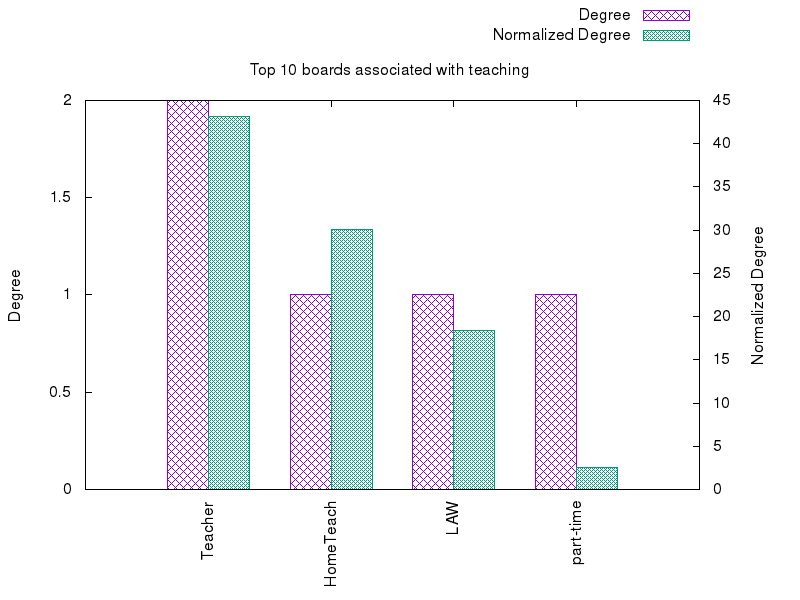 Degree
Normalized Degree
Top 10 boards associated with teaching
2
1.5
1
0.5
0
45
40
35
30
25
20
15
10
5
0
Degree
Normalized Degree
Teacher
HomeTeach
LAW
part-time